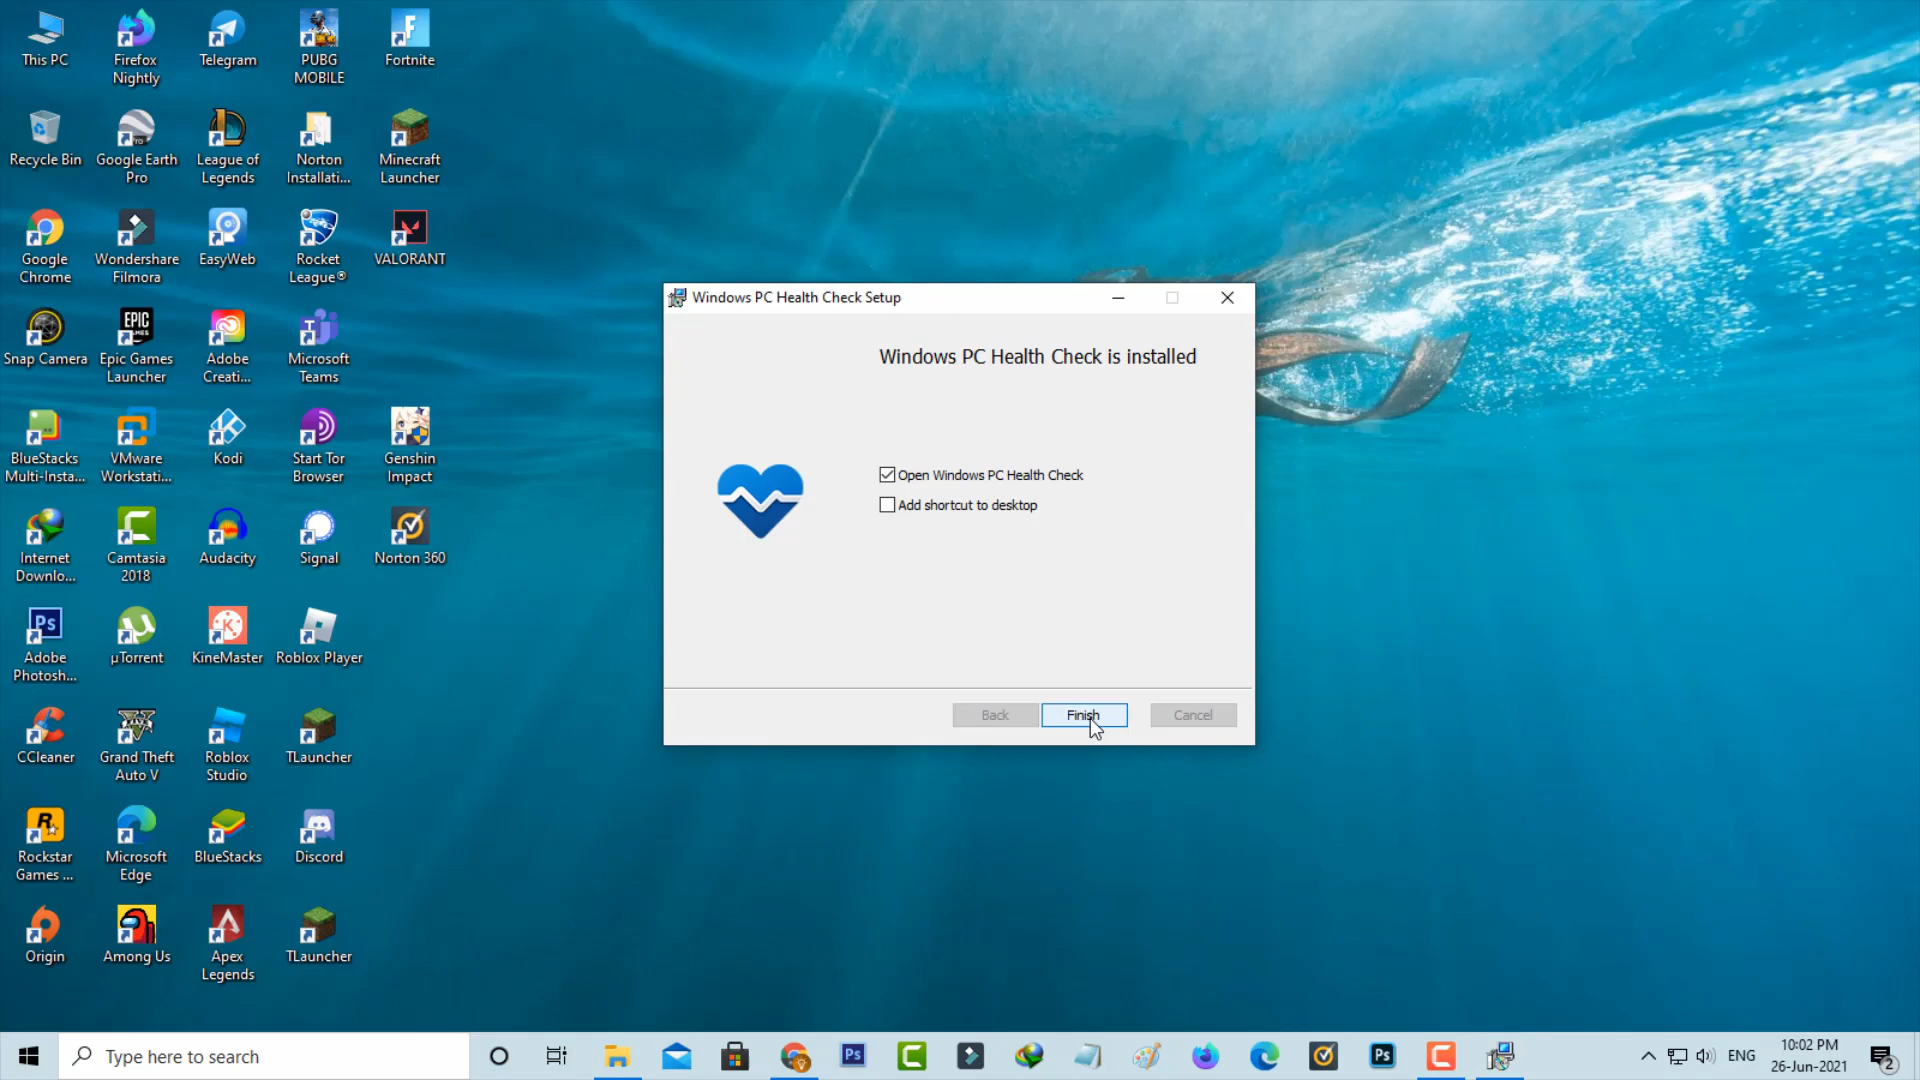 This PC
Firefox
Nightly
Telegram
PUBG
MOBILE
Fortnite
Recycle Bin
Google Earth
Pro
League of
Legends
Norton
Installati...
Minecraft
Launcher
Google
Chrome
Wondershare
Filmora
EasyWeb
Rocket
League®
VALORANT
Snap Camera
EPIC
GAMES
Epic Games
Launcher
Adobe
Creati...
Microsoft
Teams
BlueStacks
Multi-Insta...
VMware
Workstati...
Kodi
Start Tor
Browser
Genshin
Impact
Internet
Downlo...
Camtasia
2018
Audacity
Signal
Norton 360
Ps
Adobe
Photosh...
µTorrent
KineMaster
Roblox Player
CCleaner
Grand Theft
Auto V
Roblox
Studio
TLauncher
Rockstar
Games ...
Microsoft
Edge
BlueStacks
Discord
Origin
Among Us
Apex
Legends
TLauncher
Windows PC Health Check Setup
Windows PC Health Check is installed
Open Windows PC Health Check
Add shortcut to desktop
Back
Finish
Cancel
Type here to search
Ps
Ps
ENG
10:02 PM
26-Jun-2021
2